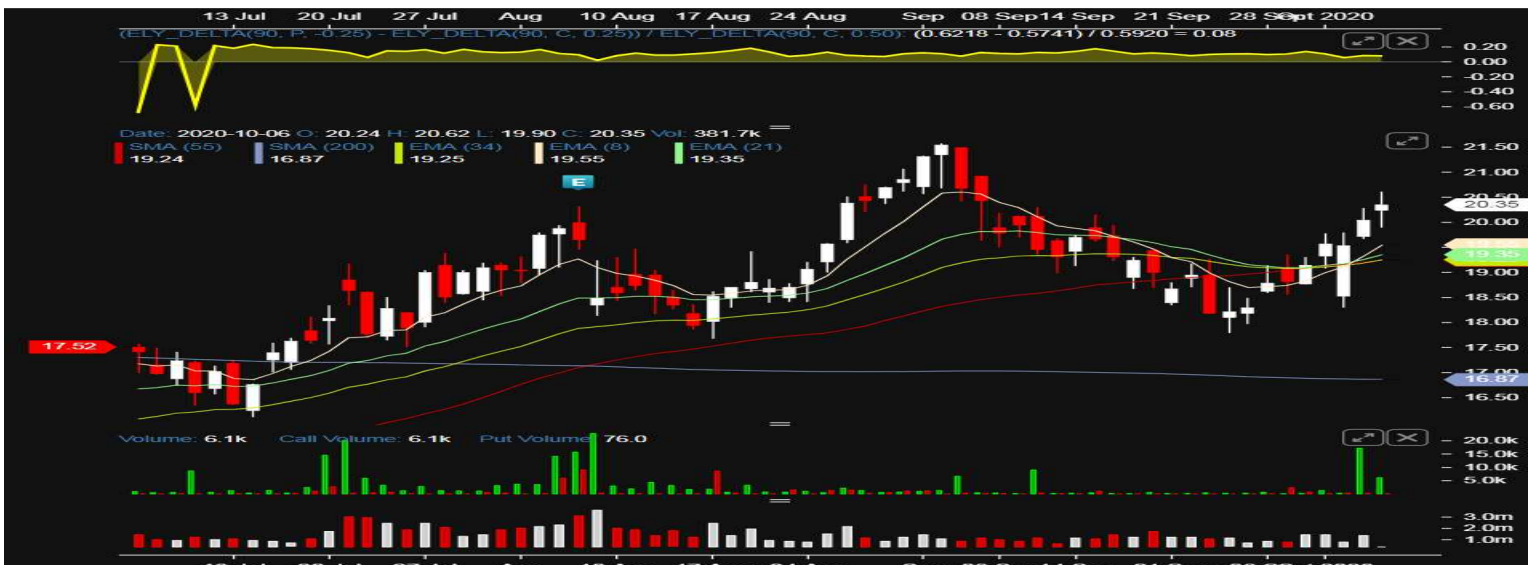 13 Jul 20 Jul 27 Jul Aug 10 Aug 17 Aug 24 Aug Sep 08 Sep 14 Sep 21 Sep 28 Sep 2020
(ELY_DELTA(90, P, -0.25) - ELY_DELTA(90, C, 0.25)) / ELY_DELTA(90, C, 0.50): (0.6218 - 0.5741) / 0.5920 = 0.08
0.20
0.00
-0.20
-0.40
-0.60
Date: 2020-10-06 O: 20.24 H: 20.62 L: 19.90 C: 20.35 Vol: 381.7k
SMA (55) SMA (200) EMA (34) EMA (8) EMA (21)
19.24 16.87 19.25 19.55 19.35
E
21.50
21.00
20.50
20.35
20.00
19.35
19.00
18.50
18.00
17.52
17.50
17.00
16.87
16.50
Volume: 6.1k Call Volume: 6.1k Put Volume: 76.0
20.0k
15.0k
10.0k
5.0k
3.0m
2.0m
1.0m